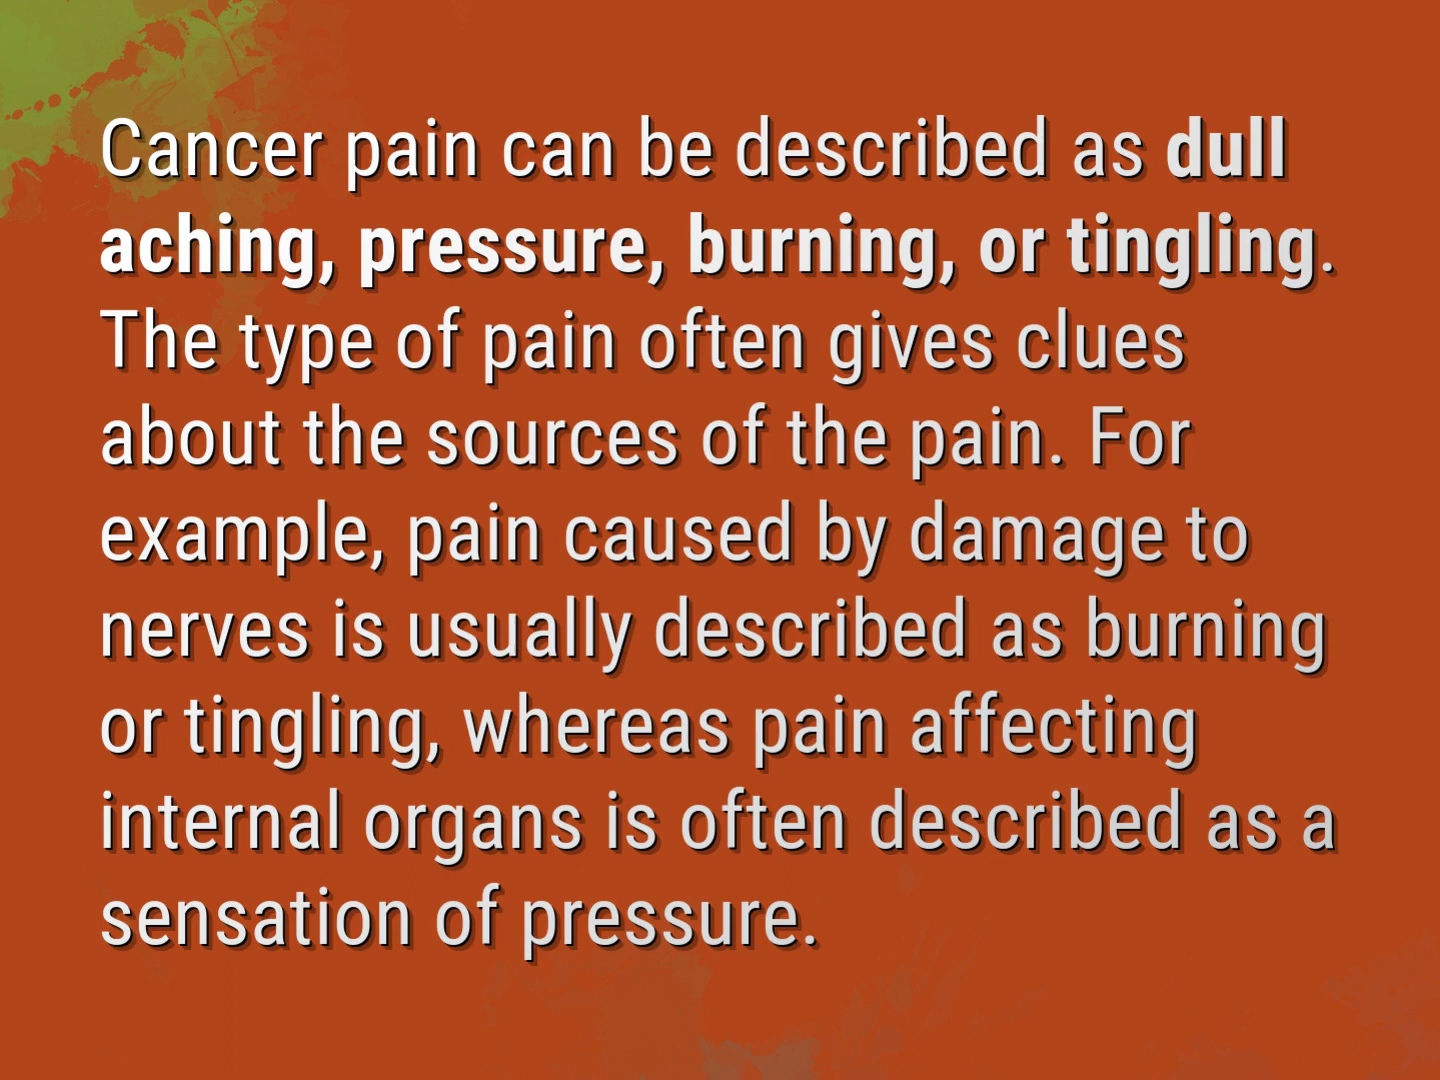 Cancer pain can be described as dull
aching, pressure, burning, or tingling.
The type of pain often gives clues
about the sources of the pain. For
example, pain caused by damage to
nerves is usually described as burning
or tingling, whereas pain affecting
internal organs is often described as a
sensation of pressure.